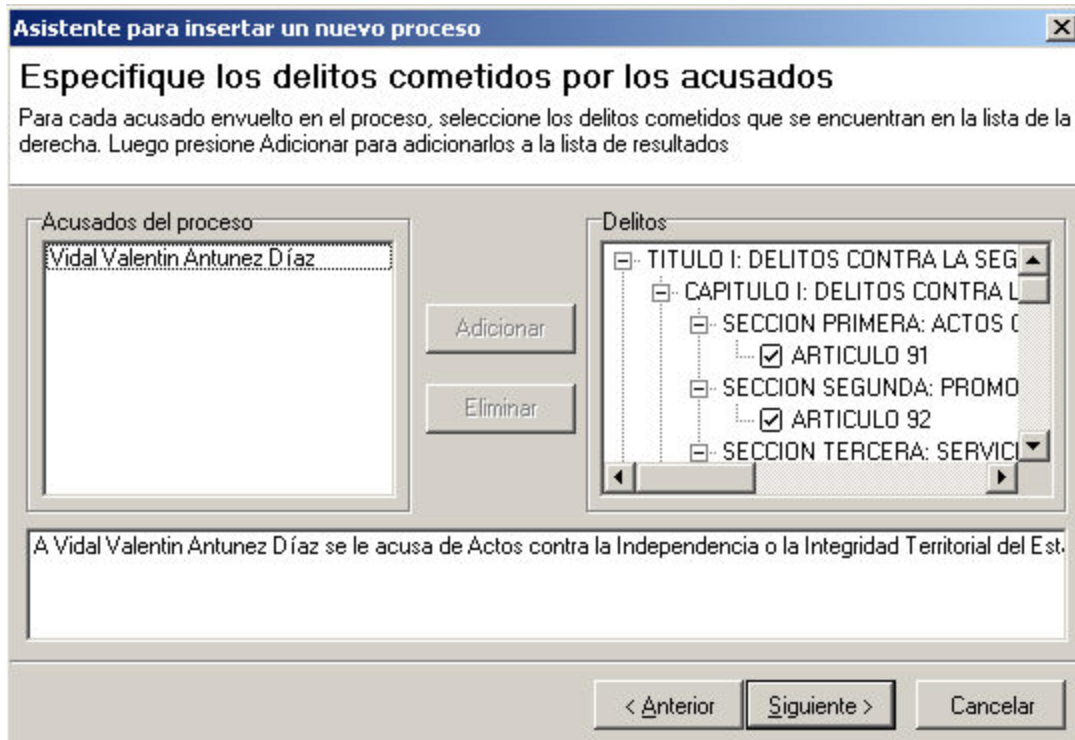 Asistente para insertar un nuevo proceso
Especifique los delitos cometidos por los acusados
Para cada acusado envuelto en el proceso, seleccione los delitos cometidos que se encuentran en la lista de la
derecha. Luego presione Adicionar para adicionarlos a la lista de resultados
Acusados del proceso
Vidal Valentin Antunez Díaz
Adicionar
Eliminar
Delitos
TITULO I: DELITOS CONTRA LA SEG
CAPITULO I: DELITOS CONTRA L
SECCION PRIMERA: ACTOS C
ARTICULO 91
SECCION SEGUNDA: PROMO
ARTICULO 92
SECCION TERCERA: SERVICI
A Vidal Valentin Antunez Díaz se le acusa de Actos contra la Independencia o la Integridad Territorial del Est
< Anterior
Siguiente >
Cancelar